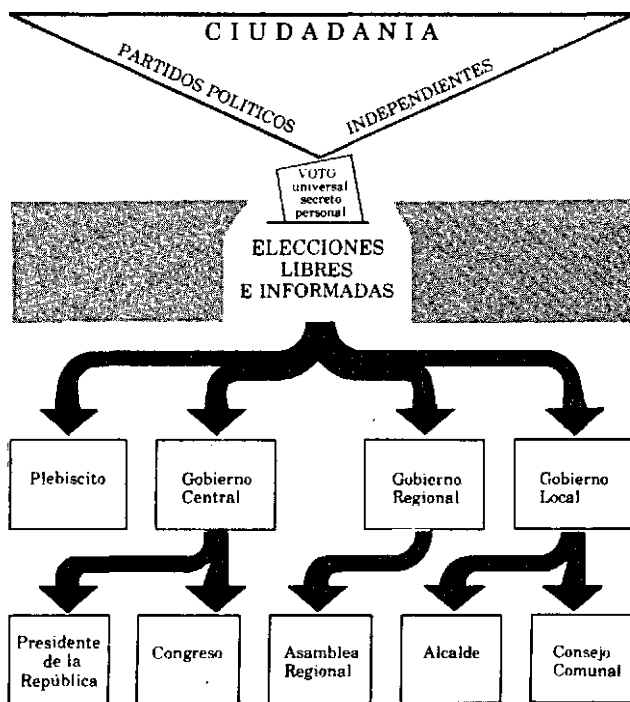 CIUDADANIA
PARTIDOS POLITICOS
INDEPENDIENTES
VOTO
universal
secreto
personal
ELECCIONES
LIBRES
E INFORMADAS
Plebiscito
Gobierno
Central
Gobierno
Regional
Gobierno
Local
Presidente
de la
República
Congreso
Asamblea
Regional
Alcalde
Consejo
Comunal